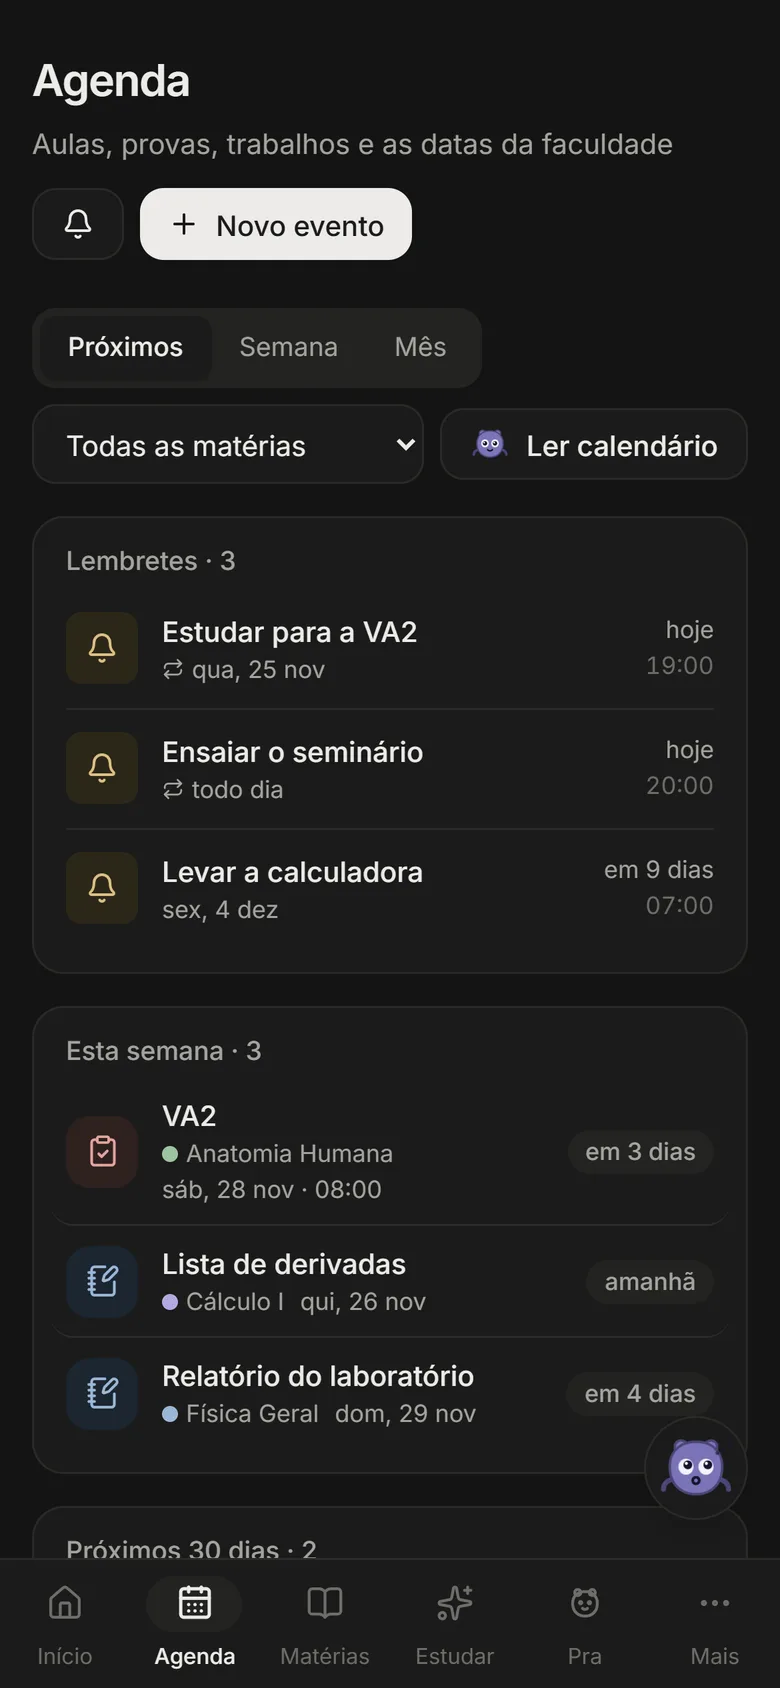 Agenda
Aulas, provas, trabalhos e as datas da faculdade
Novo evento
Próximos Semana Mês
Todas as matérias Ler calendário
Lembretes · 3
Estudar para a VA2 hoje
qua, 25 nov 19:00
Ensaiar o seminário hoje
todo dia 20:00
Levar a calculadora em 9 dias
sex, 4 dez 07:00
Esta semana · 3
VA2
Anatomia Humana em 3 dias
sáb, 28 nov · 08:00
Lista de derivadas amanhã
Cálculo I qui, 26 nov
Relatório do laboratório em 4 dias
Física Geral dom, 29 nov
Próximos 30 dias · 2
Início Agenda Matérias Estudar Pra Mais